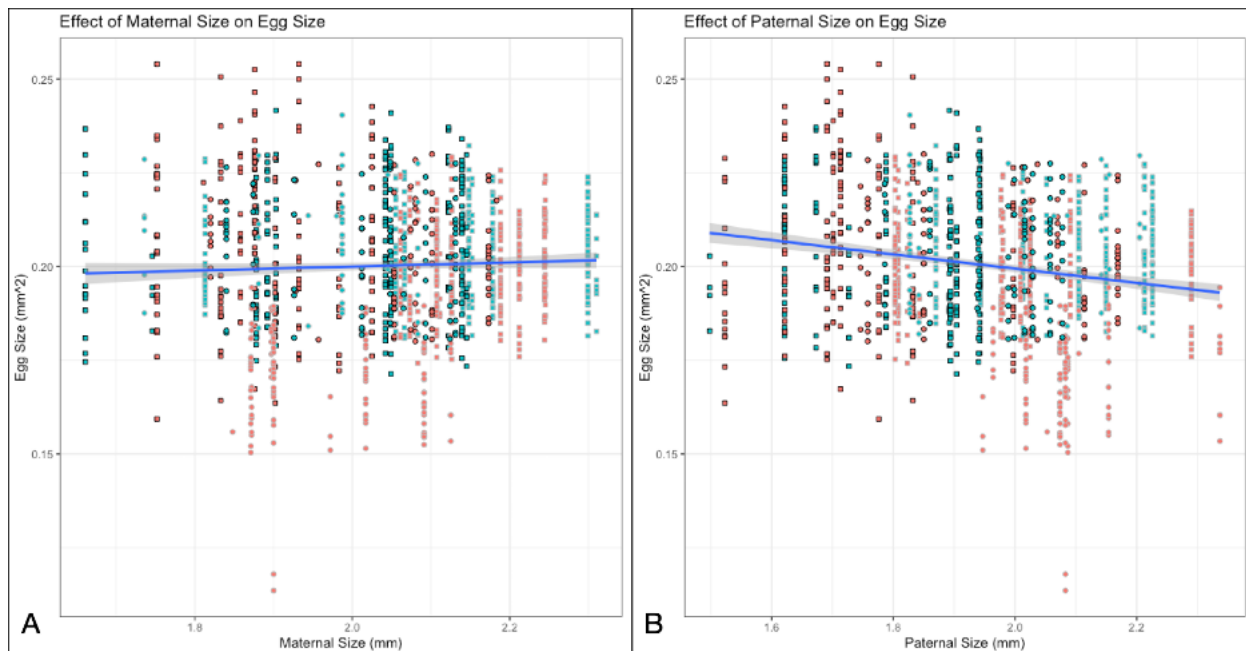 Effect of Maternal Size on Egg Size
0.25
0.20
0.15
Egg Size (mm^2)
1.8
2.0
2.2
Maternal Size (mm)
A
Effect of Paternal Size on Egg Size
0.25
0.20
0.15
Egg Size (mm^2)
1.6
1.8
2.0
2.2
Paternal Size (mm)
B